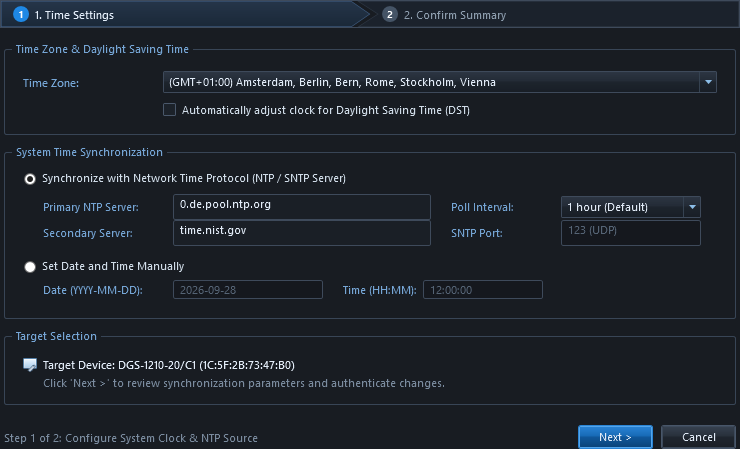 1 1. Time Settings
2 2. Confirm Summary
Time Zone & Daylight Saving Time
Time Zone: (GMT+01:00) Amsterdam, Berlin, Bern, Rome, Stockholm, Vienna
Automatically adjust clock for Daylight Saving Time (DST)
System Time Synchronization
Synchronize with Network Time Protocol (NTP / SNTP Server)
Primary NTP Server: 0.de.pool.ntp.org Poll Interval: 1 hour (Default)
Secondary Server: time.nist.gov SNTP Port: 123 (UDP)
Set Date and Time Manually
Date (YYYY-MM-DD): 2026-09-28 Time (HH:MM): 12:00:00
Target Selection
Target Device: DGS-1210-20/C1 (1C:5F:2B:73:47:B0)
Click 'Next >' to review synchronization parameters and authenticate changes.
Step 1 of 2: Configure System Clock & NTP Source
Next > Cancel